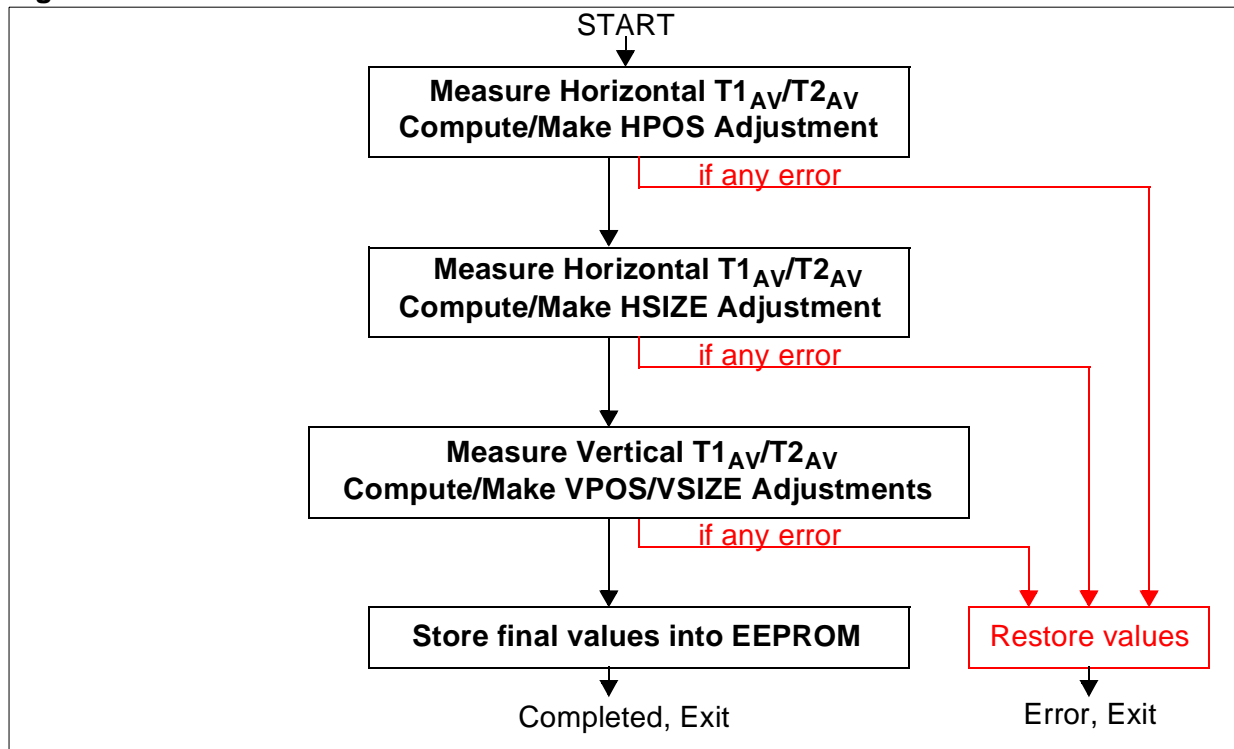 START
Measure Horizontal T1AV/T2AV
Compute/Make HPOS Adjustment
if any error
Measure Horizontal T1AV/T2AV
Compute/Make HSIZE Adjustment
if any error
Measure Vertical T1AV/T2AV
Compute/Make VPOS/VSIZE Adjustments
if any error
Store final values into EEPROM
Restore values
Completed, Exit
Error, Exit